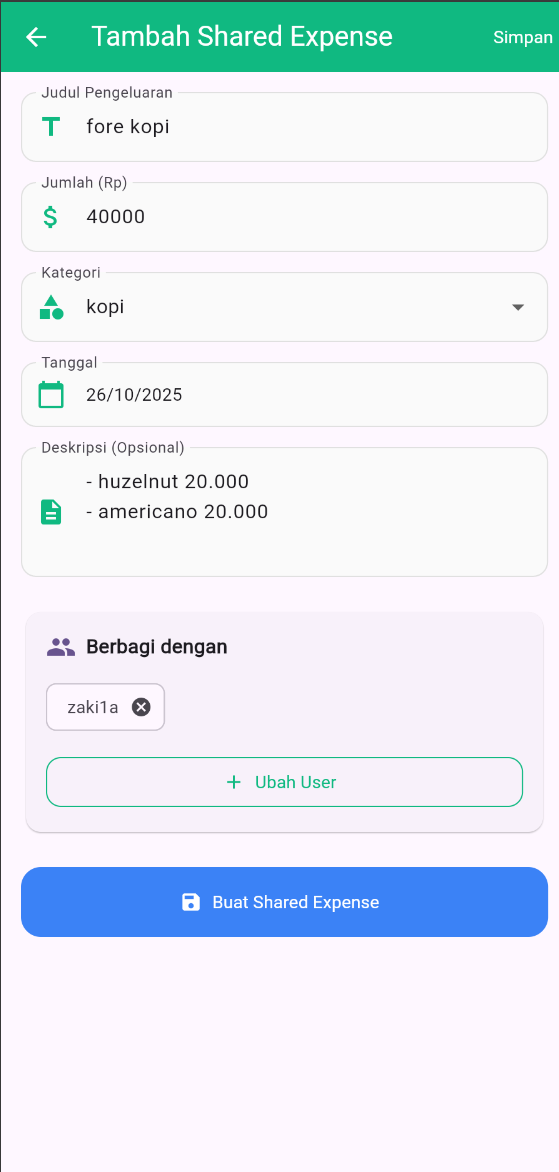 Tambah Shared Expense
Simpan
Judul Pengeluaran
fore kopi
Jumlah (Rp)
40000
Kategori
kopi
Tanggal
26/10/2025
Deskripsi (Opsional)
- huzelnut 20.000
- americano 20.000
Berbagi dengan
zaki1a
+ Ubah User
Buat Shared Expense